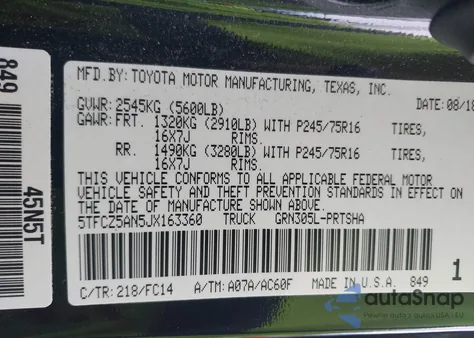 849
45N5T
MFD.BY: TOYOTA MOTOR MANUFACTURING, TEXAS, INC.
GVWR: 2545KG (5600LB) DATE: 08/18
GAWR: FRT. 1320KG (2910LB) WITH P245/75R16 TIRES,
16X7J RIMS.
RR. 1490KG (3280LB) WITH P245/75R16 TIRES,
16X7J RIMS.
THIS VEHICLE CONFORMS TO ALL APPLICABLE FEDERAL MOTOR
VEHICLE SAFETY AND THEFT PREVENTION STANDARDS IN EFFECT
ON THE DATE OF MANUFACTURE SHOWN ABOVE.
5TFCZ5AN5JX163360 TRUCK GRN305L-PRTSHA
1
C/TR: 218/FC14 A/TM: A07A/AC60F MADE IN U.S.A. 849
autoSnap